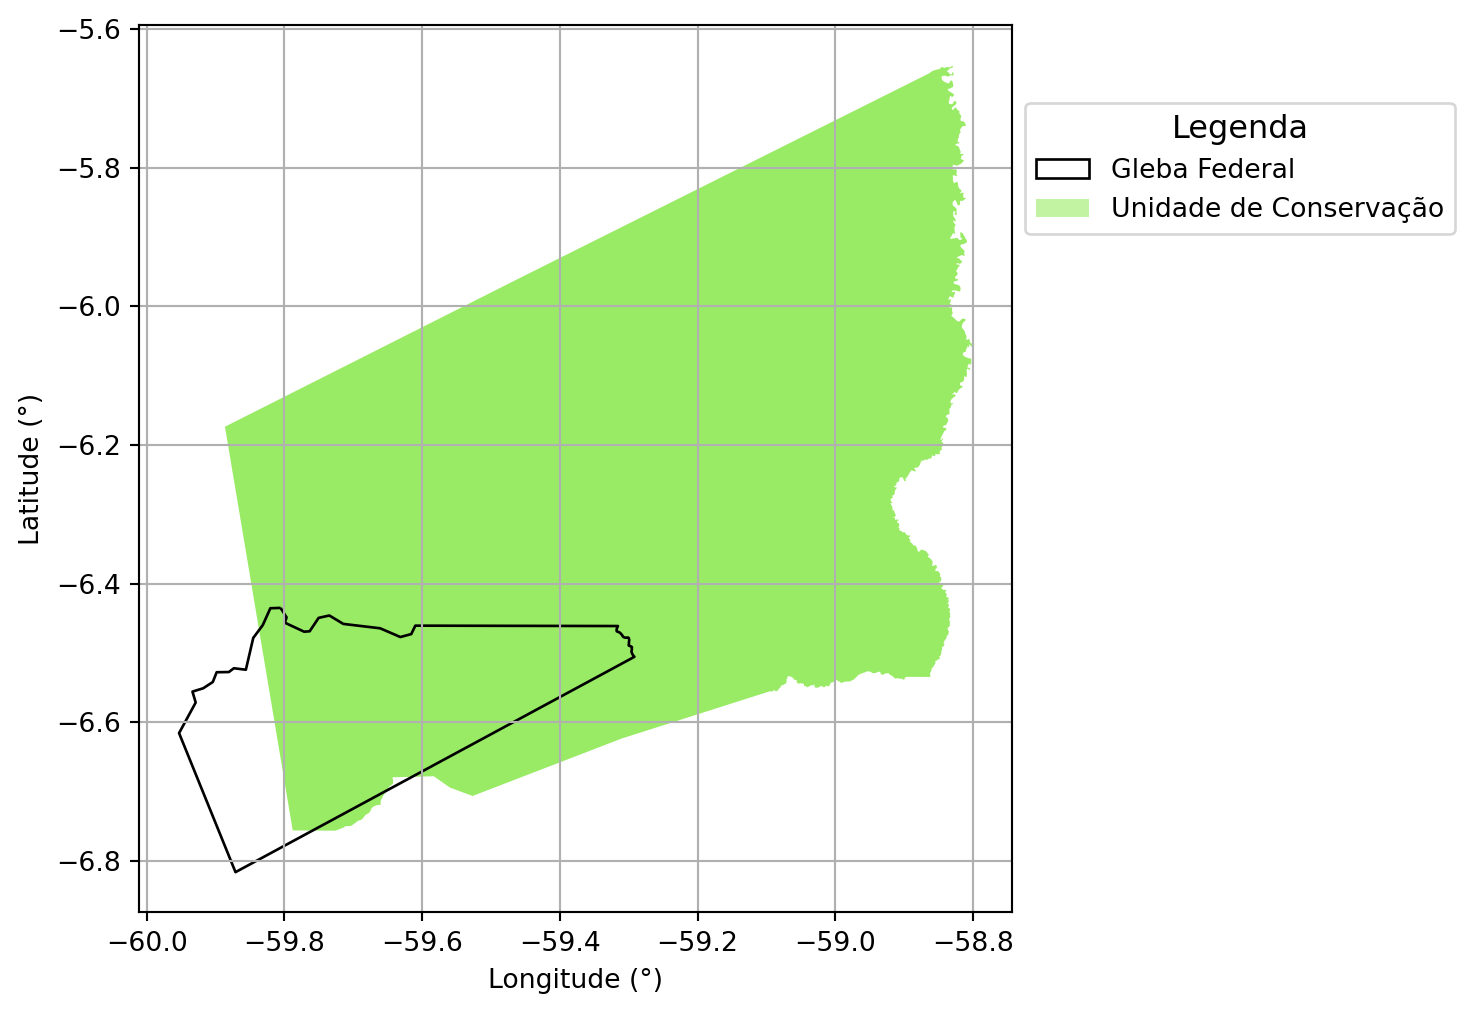 −5.6
−5.8
−6.0
−6.2
−6.4
−6.6
−6.8
Latitude (°)
−60.0 −59.8 −59.6 −59.4 −59.2 −59.0 −58.8
Longitude (°)
Legenda
Gleba Federal
Unidade de Conservação